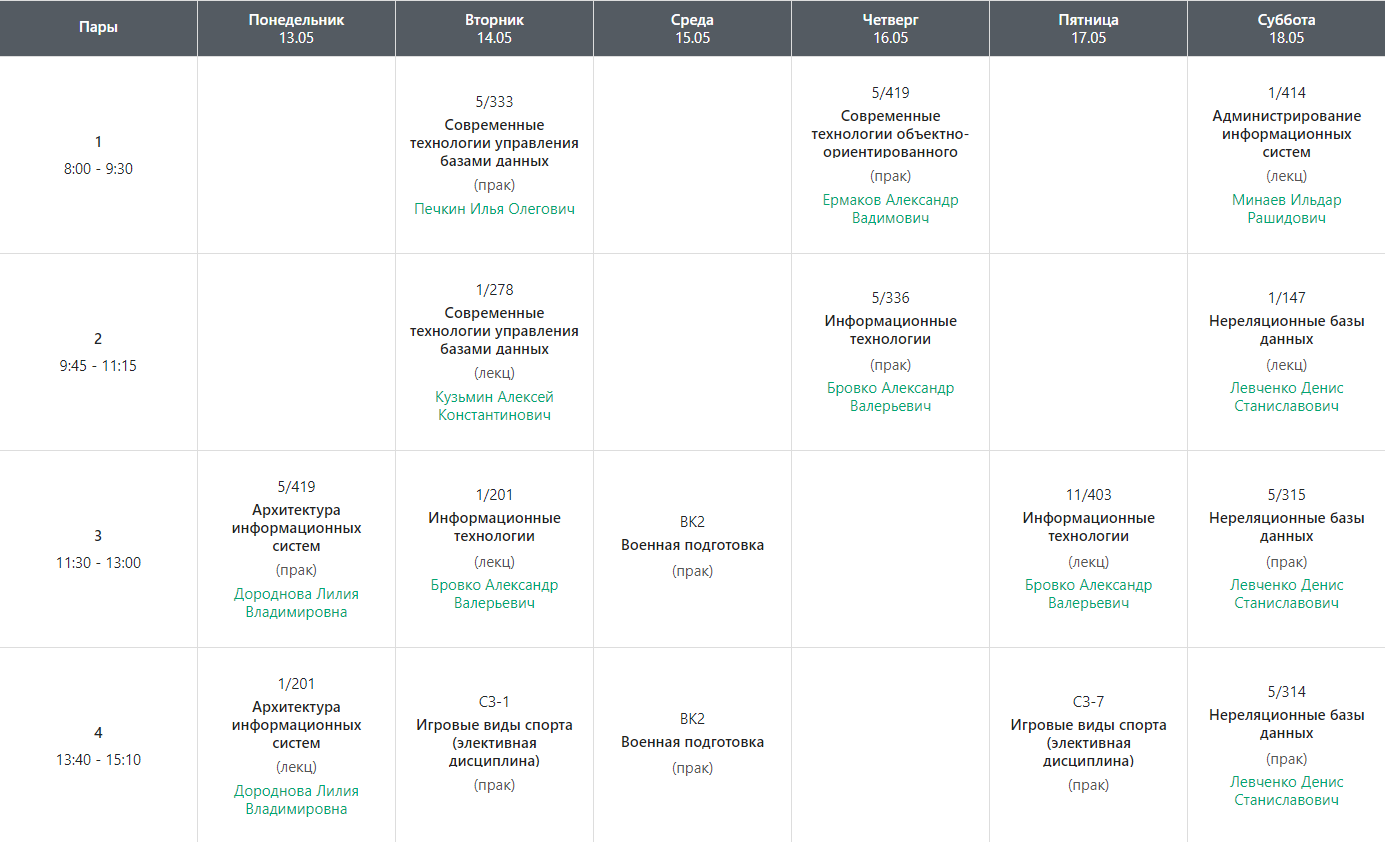 Пары
Понедельник
13.05
Вторник
14.05
Среда
15.05
Четверг
16.05
Пятница
17.05
Суббота
18.05
1
8:00 - 9:30
5/333
Современные
технологии управления
базами данных
(прак)
Печкин Илья Олегович
5/419
Современные
технологии объектно-
ориентированного
(прак)
Ермаков Александр
Вадимович
1/414
Администрирование
информационных
систем
(лекц)
Минаев Ильдар
Рашидович
2
9:45 - 11:15
1/278
Современные
технологии управления
базами данных
(лекц)
Кузьмин Алексей
Константинович
5/336
Информационные
технологии
(прак)
Бровко Александр
Валерьевич
1/147
Нереляционные базы
данных
(лекц)
Левченко Денис
Станиславович
3
11:30 - 13:00
5/419
Архитектура
информационных
систем
(прак)
Дороднова Лилия
Владимировна
1/201
Информационные
технологии
(лекц)
Бровко Александр
Валерьевич
ВК2
Военная подготовка
(прак)
11/403
Информационные
технологии
(лекц)
Бровко Александр
Валерьевич
5/315
Нереляционные базы
данных
(прак)
Левченко Денис
Станиславович
4
13:40 - 15:10
1/201
Архитектура
информационных
систем
(лекц)
Дороднова Лилия
Владимировна
СЗ-1
Игровые виды спорта
(элективная
дисциплина)
(прак)
ВК2
Военная подготовка
(прак)
СЗ-7
Игровые виды спорта
(элективная
дисциплина)
(прак)
5/314
Нереляционные базы
данных
(прак)
Левченко Денис
Станиславович